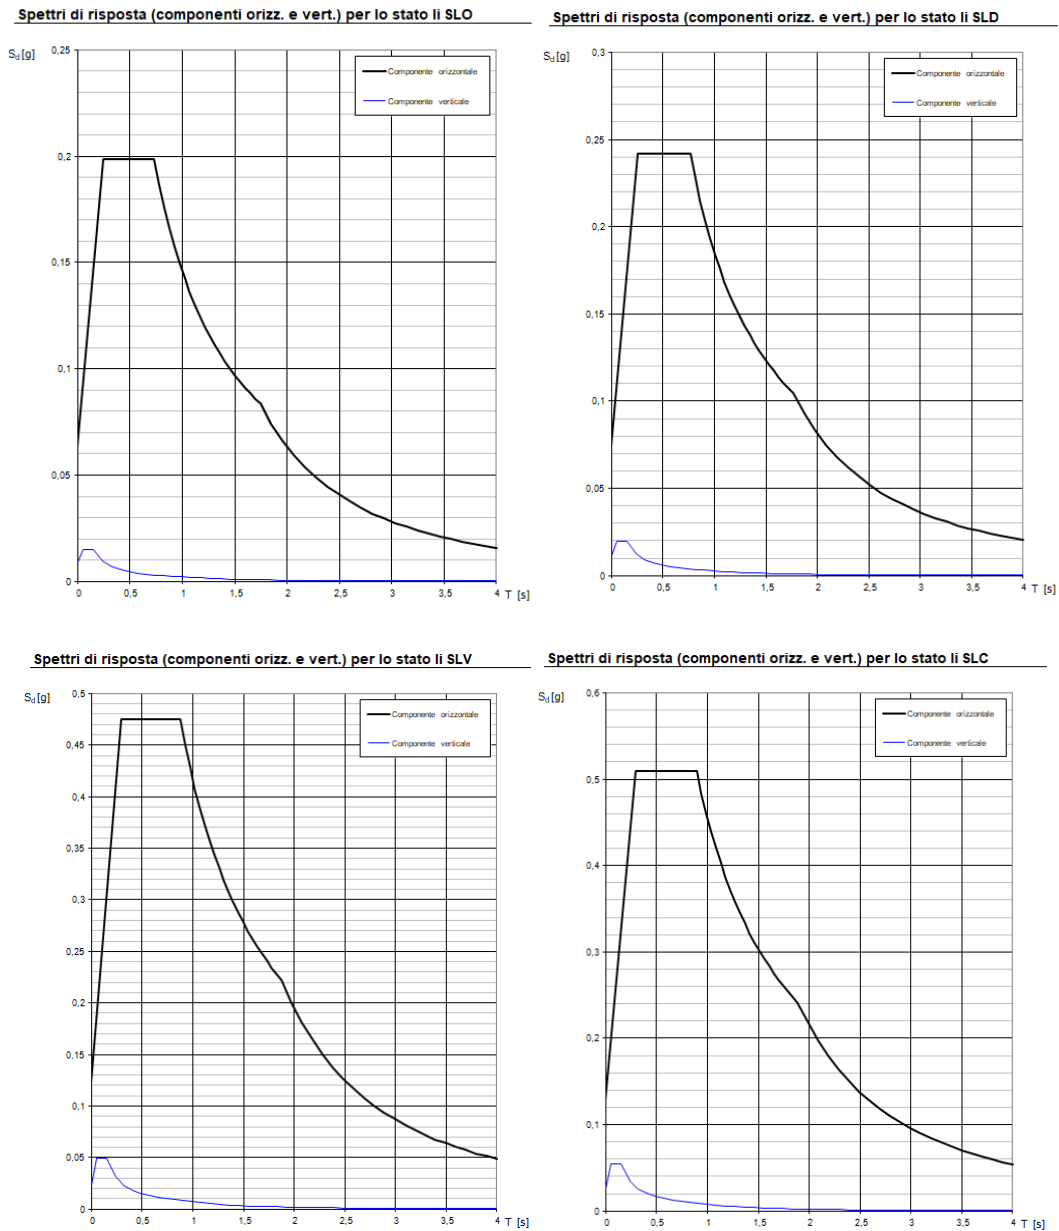 Spettri di risposta (componenti orizz. e vert.) per lo stato li SLO
Sd [g]
0,25
0,2
0,15
0,1
0,05
0
Componente orizzontale
Componente verticale
0 0,5 1 1,5 2 2,5 3 3,5 4 T [s]
Spettri di risposta (componenti orizz. e vert.) per lo stato li SLD
Sd [g]
0,3
0,25
0,2
0,15
0,1
0,05
0
Componente orizzontale
Componente verticale
0 0,5 1 1,5 2 2,5 3 3,5 4 T [s]
Spettri di risposta (componenti orizz. e vert.) per lo stato li SLV
Sd [g]
0,5
0,45
0,4
0,35
0,3
0,25
0,2
0,15
0,1
0,05
0
Componente orizzontale
Componente verticale
0 0,5 1 1,5 2 2,5 3 3,5 4 T [s]
Spettri di risposta (componenti orizz. e vert.) per lo stato li SLC
Sd [g]
0,6
0,5
0,4
0,3
0,2
0,1
0
Componente orizzontale
Componente verticale
0 0,5 1 1,5 2 2,5 3 3,5 4 T [s]